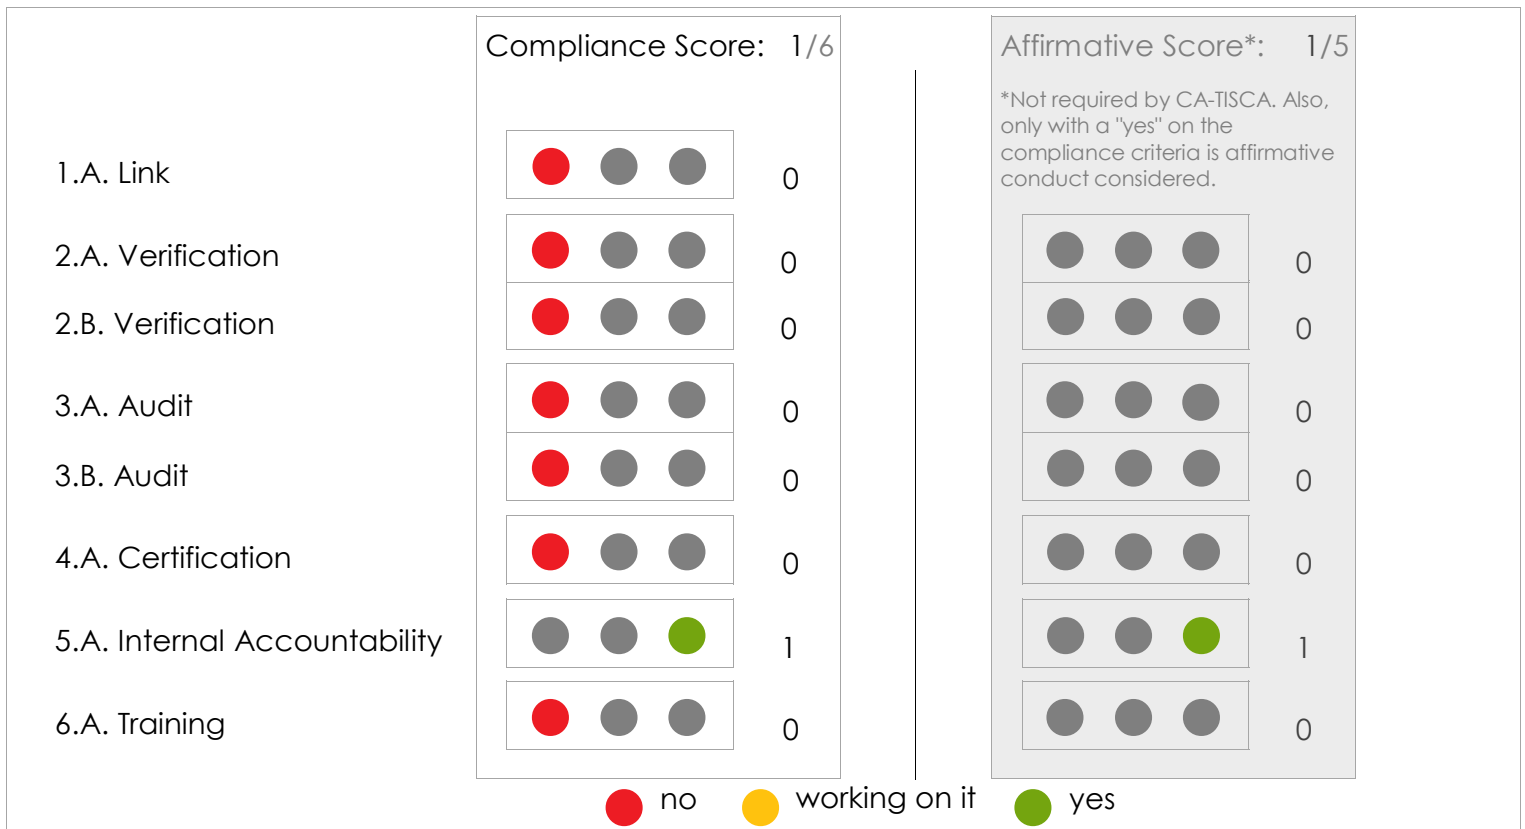 Compliance Score: 1/6
Affirmative Score*: 1/5
*Not required by CA-TISCA. Also,
only with a "yes" on the
compliance criteria is affirmative
conduct considered.
1.A. Link 0
2.A. Verification 0 0
2.B. Verification 0 0
3.A. Audit 0 0
3.B. Audit 0 0
4.A. Certification 0 0
5.A. Internal Accountability 1 1
6.A. Training 0 0
no working on it yes